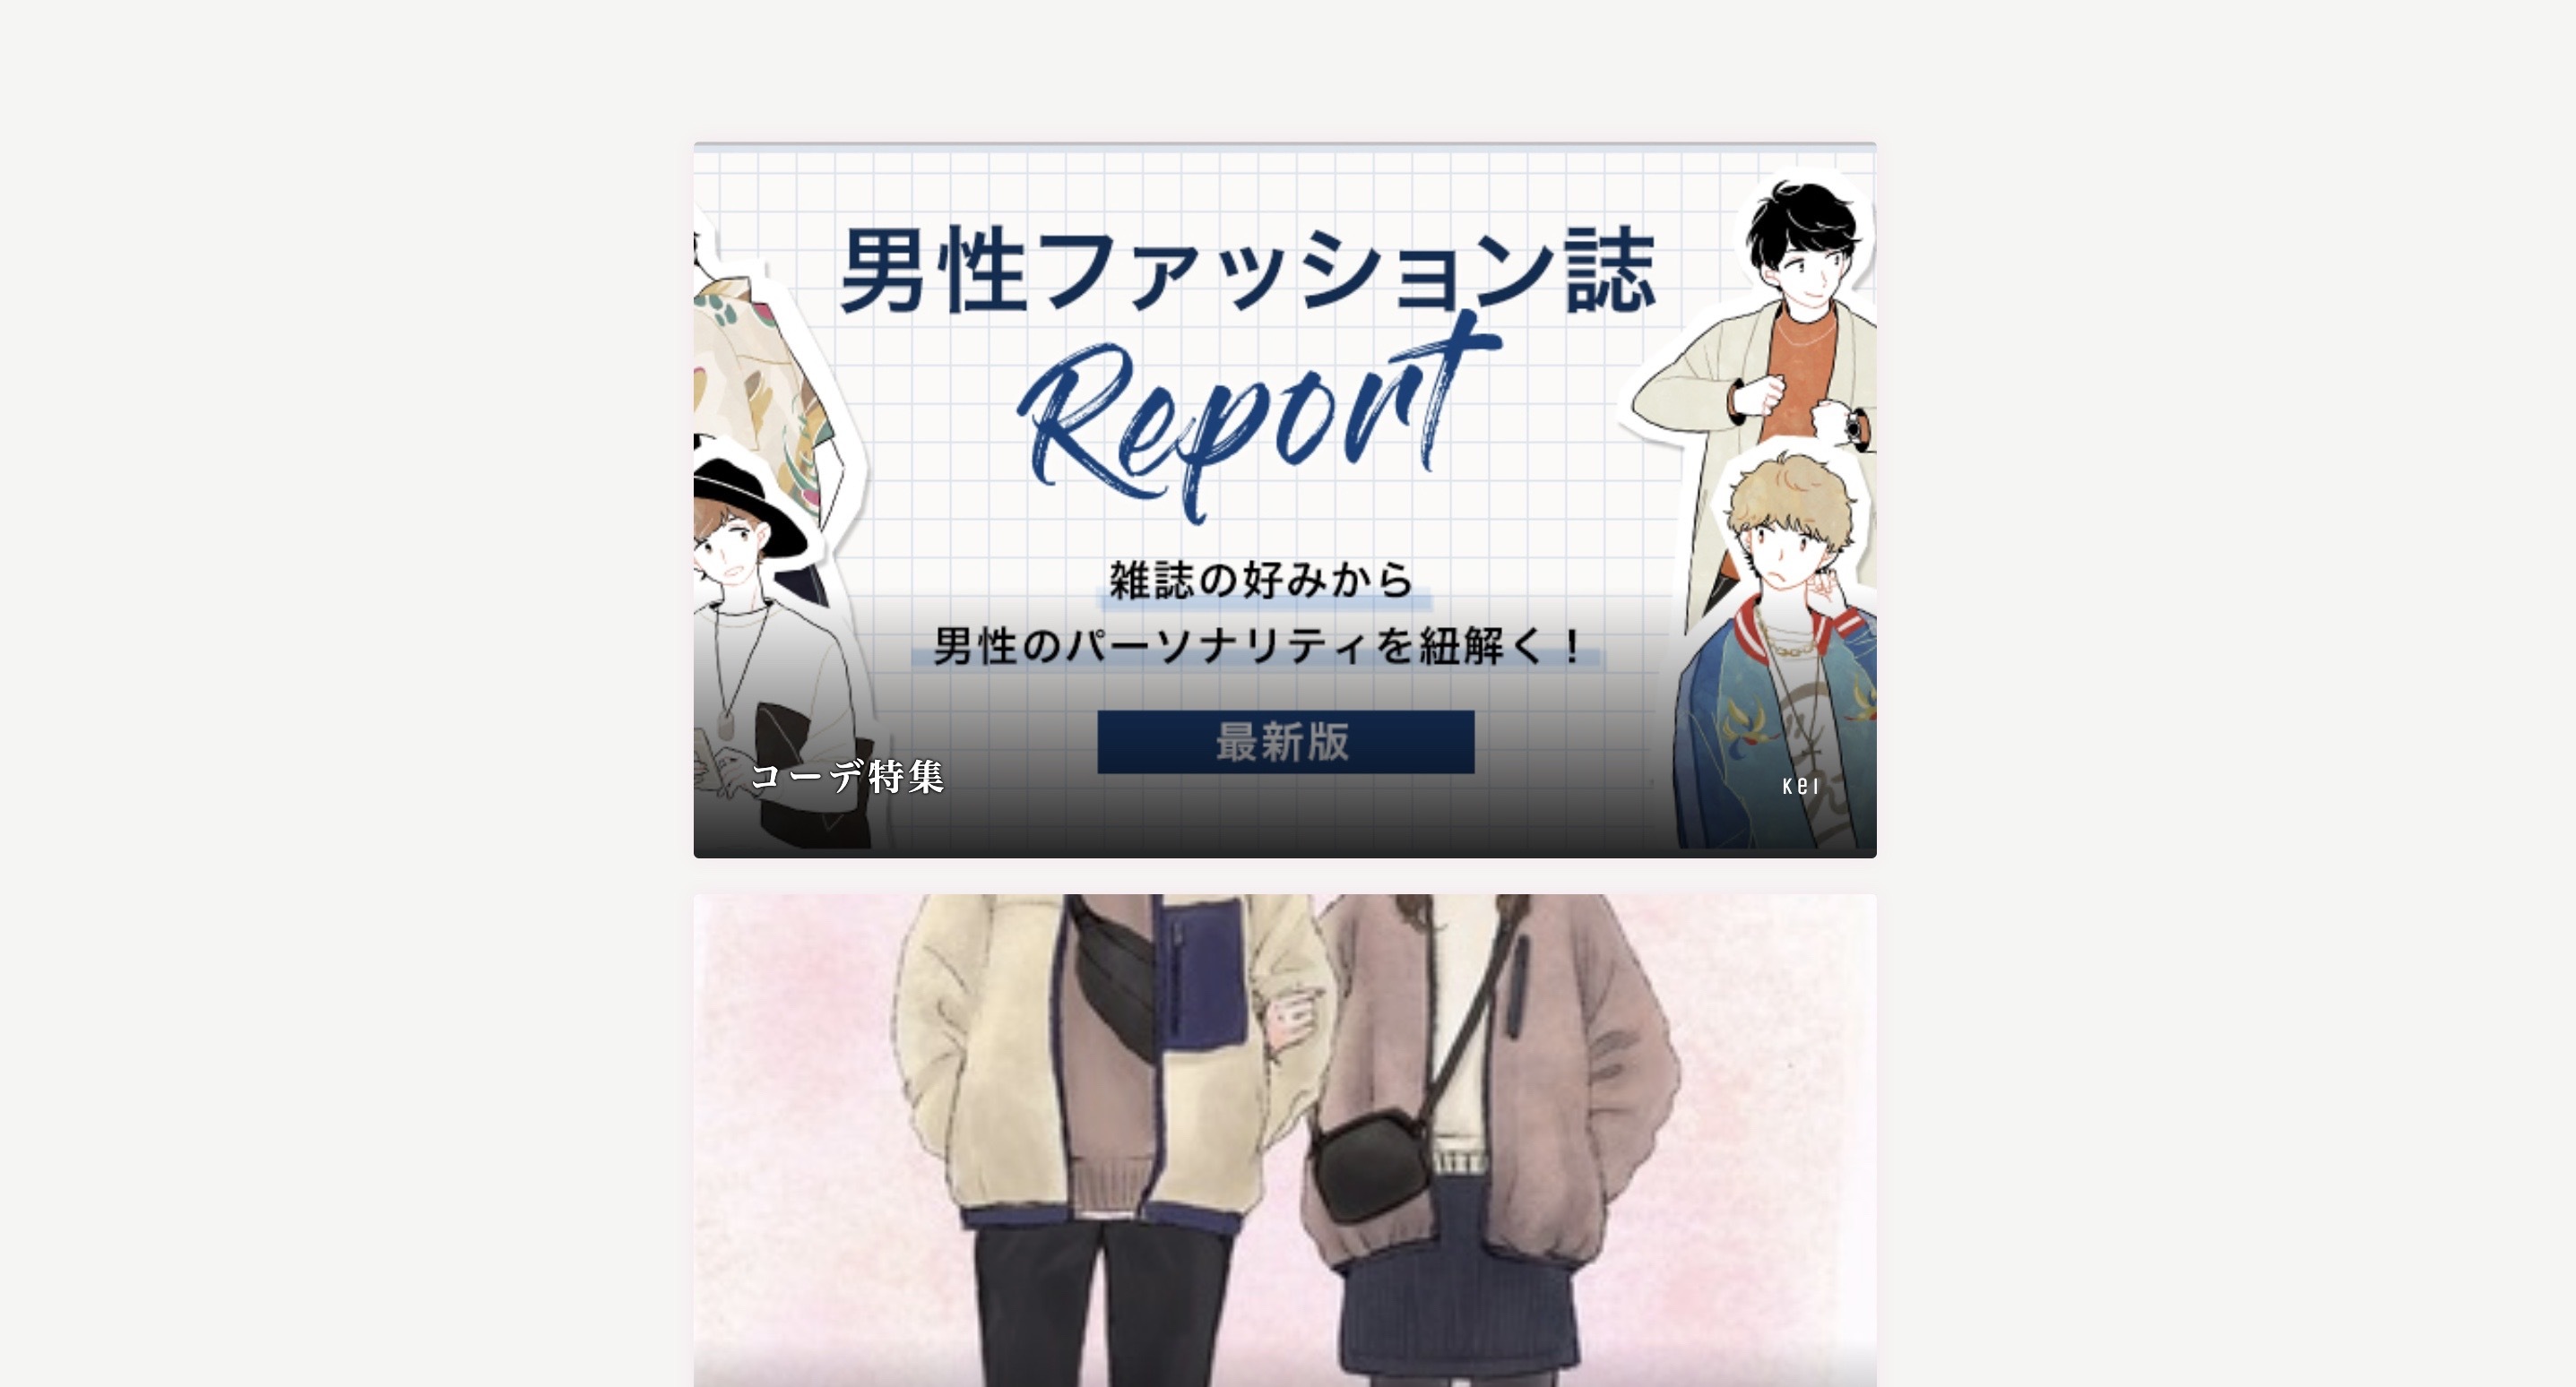 男性ファッション誌
Report
雑誌の好みから
男性のパーソナリティを紐解く！
最新版
コーデ特集
KEI